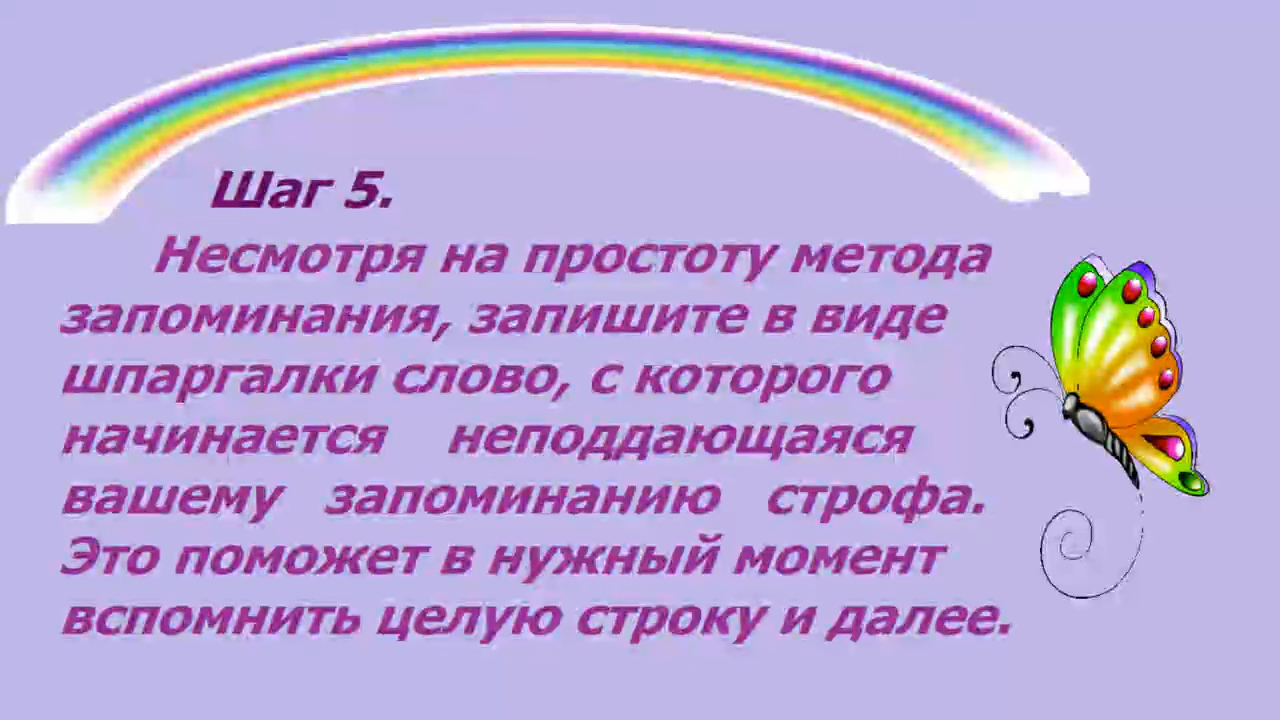 Шаг 5.
Несмотря на простоту метода
запоминания, запишите в виде
шпаргалки слово, с которого
начинается неподдающаяся
вашему запоминанию строфа.
Это поможет в нужный момент
вспомнить целую строку и далее.